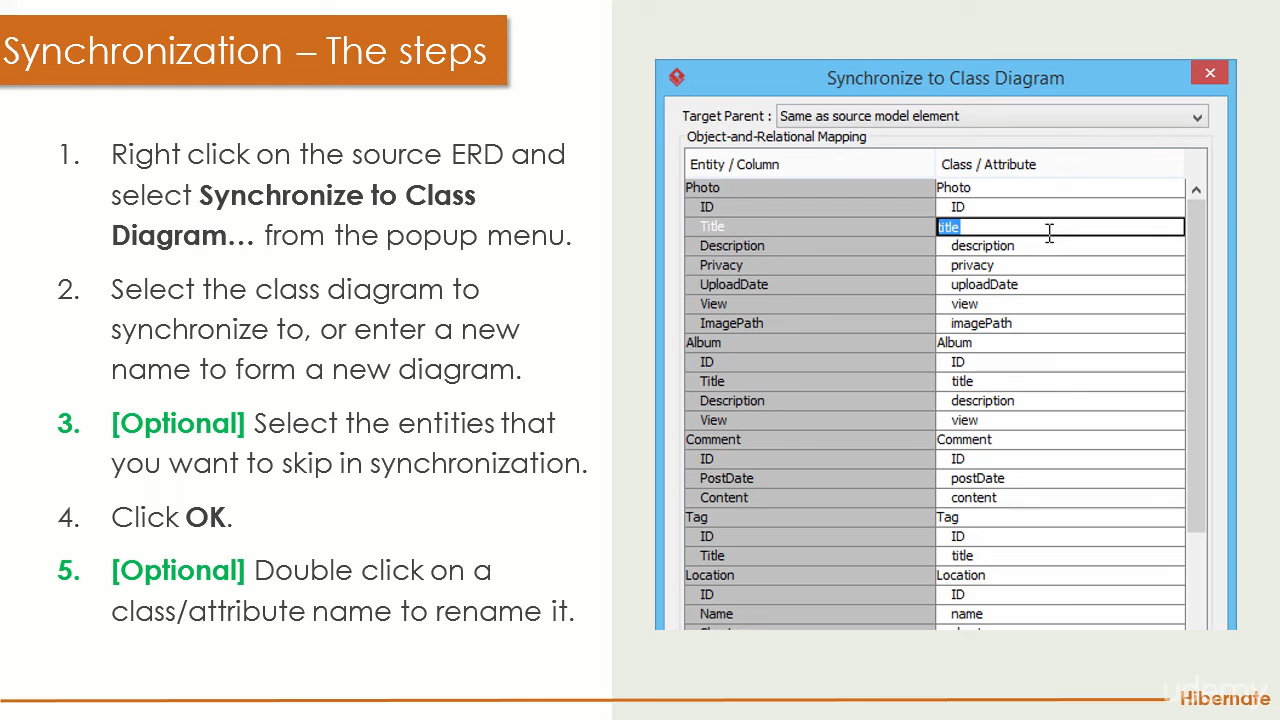 Synchronization – The steps
1. Right click on the source ERD and
select Synchronize to Class
Diagram... from the popup menu.
2. Select the class diagram to
synchronize to, or enter a new
name to form a new diagram.
3. [Optional] Select the entities that
you want to skip in synchronization.
4. Click OK.
5. [Optional] Double click on a
class/attribute name to rename it.
Synchronize to Class Diagram
Target Parent : Same as source model element
Object-and-Relational Mapping
Entity / Column Class / Attribute
Photo Photo
ID ID
Title title
Description description
Privacy privacy
UploadDate uploadDate
View view
ImagePath imagePath
Album Album
ID ID
Title title
Description description
View view
Comment Comment
ID ID
PostDate postDate
Content content
Tag Tag
ID ID
Title title
Location Location
ID ID
Name name
udemy
Hibernate